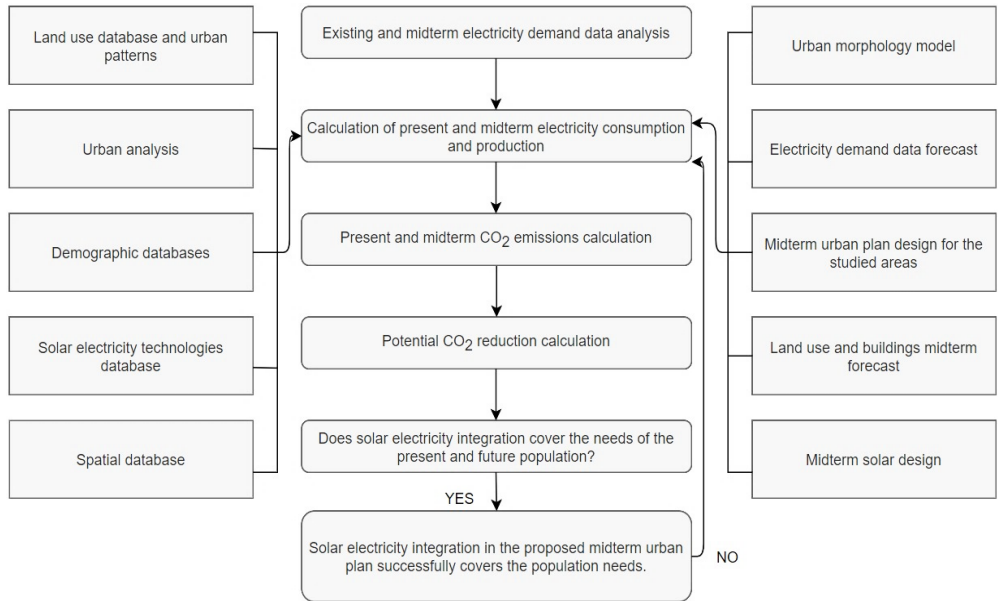 Land use database and urban
patterns
Urban analysis
Demographic databases
Solar electricity technologies
database
Spatial database
Existing and midterm electricity demand data analysis
Calculation of present and midterm electricity consumption
and production
Present and midterm CO2 emissions calculation
Potential CO2 reduction calculation
Does solar electricity integration cover the needs of the
present and future population?
YES
Solar electricity integration in the proposed midterm urban
plan successfully covers the population needs.
NO
Urban morphology model
Electricity demand data forecast
Midterm urban plan design for the
studied areas
Land use and buildings midterm
forecast
Midterm solar design